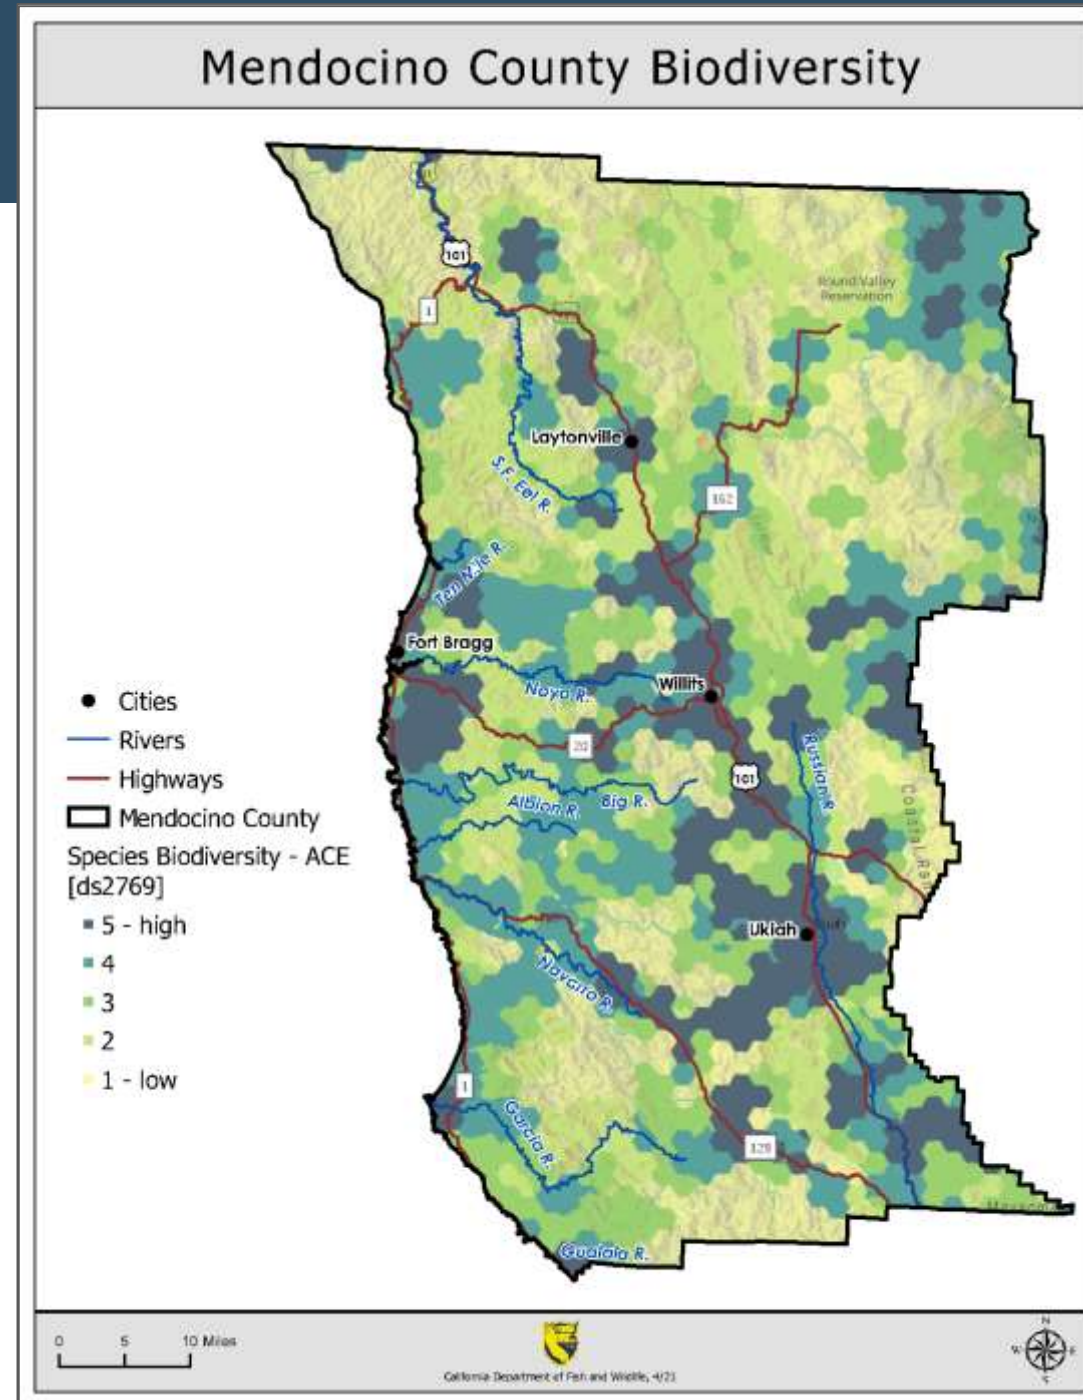 Mendocino County Biodiversity
101
1
Round Valley
Reservation
Laytonville
S.F. Eel R.
162
Ten Mile R.
Fort Bragg
Noyo R.
Willits
20
101
Russian R.
Albion R.
Big R.
Ukiah
Navarro R.
1
Garcia R.
128
Gualala R.
Cities
Rivers
Highways
Mendocino County
Species Biodiversity - ACE
[ds2769]
5 - high
4
3
2
1 - low
0 5 10 Miles
California Department of Fish and Wildlife, 4/21
N
W E
S